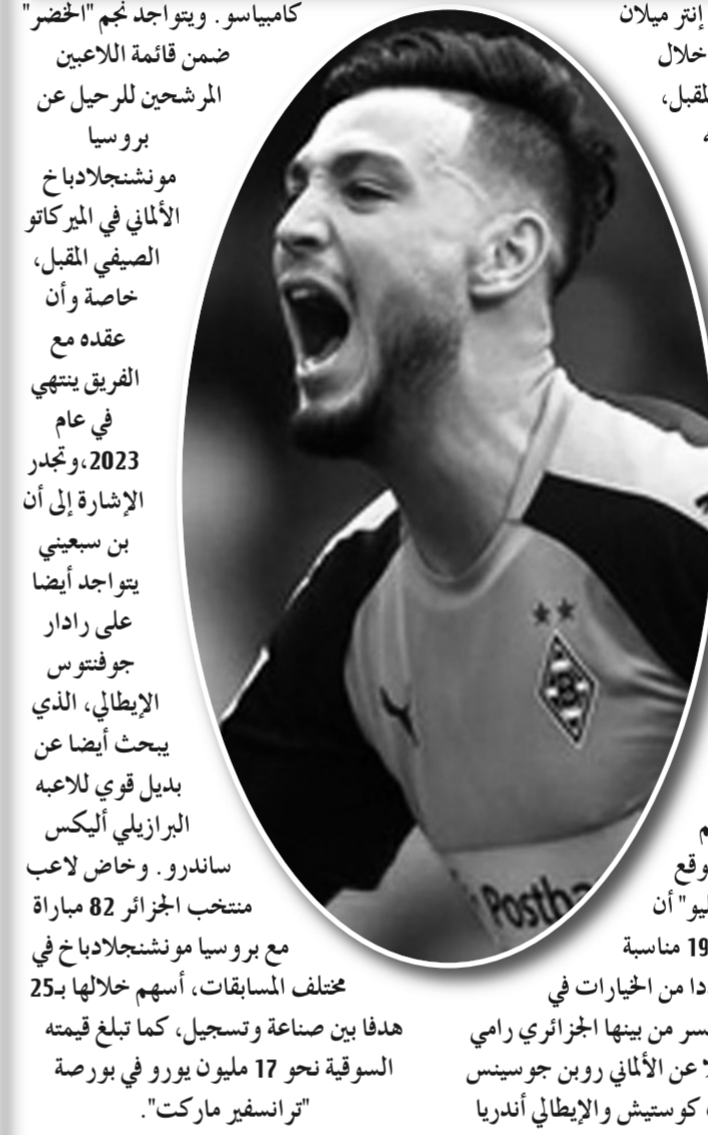 إنتر ميلان
خلال
وقع
ليو" أن
19 مناسبة
من الخيارات في
من بينها الجزائري رامي
عن الألماني روبن جوسينس
كوستيتش والإيطالي أندريا
كامبياسو. ويتواجد نجم "الخضر"
ضمن قائمة اللاعبين
المرشحين للرحيل عن
بروسيا
مونشنجلادباخ
الألماني في الميركاتو
الصيفي المقبل،
خاصة وأن
عقده مع
الفريق ينتهي
في عام
2023،وتجدر
الإشارة إلى أن
بن سبعيني
يتواجد أيضا
على رادار
جوفنتوس
الإيطالي، الذي
يبحث أيضا عن
بديل قوي للاعبه
البرازيلي أليكس
ساندرو. وخاض لاعب
منتخب الجزائر 82 مباراة
مع بروسيا مونشنجلادباخ في
مختلف المسابقات، أسهم خلالها بـ25
هدفا بين صناعة وتسجيل، كما تبلغ قيمته
السوقية نحو 17 مليون يورو في بورصة
"ترانسفير ماركت".